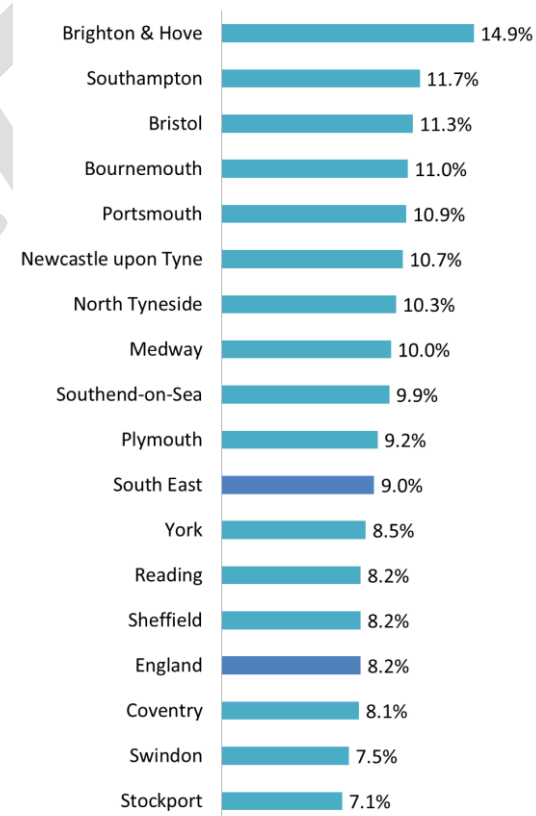 Brighton & Hove 14.9%
Southampton 11.7%
Bristol 11.3%
Bournemouth 11.0%
Portsmouth 10.9%
Newcastle upon Tyne 10.7%
North Tyneside 10.3%
Medway 10.0%
Southend-on-Sea 9.9%
Plymouth 9.2%
South East 9.0%
York 8.5%
Reading 8.2%
Sheffield 8.2%
England 8.2%
Coventry 8.1%
Swindon 7.5%
Stockport 7.1%